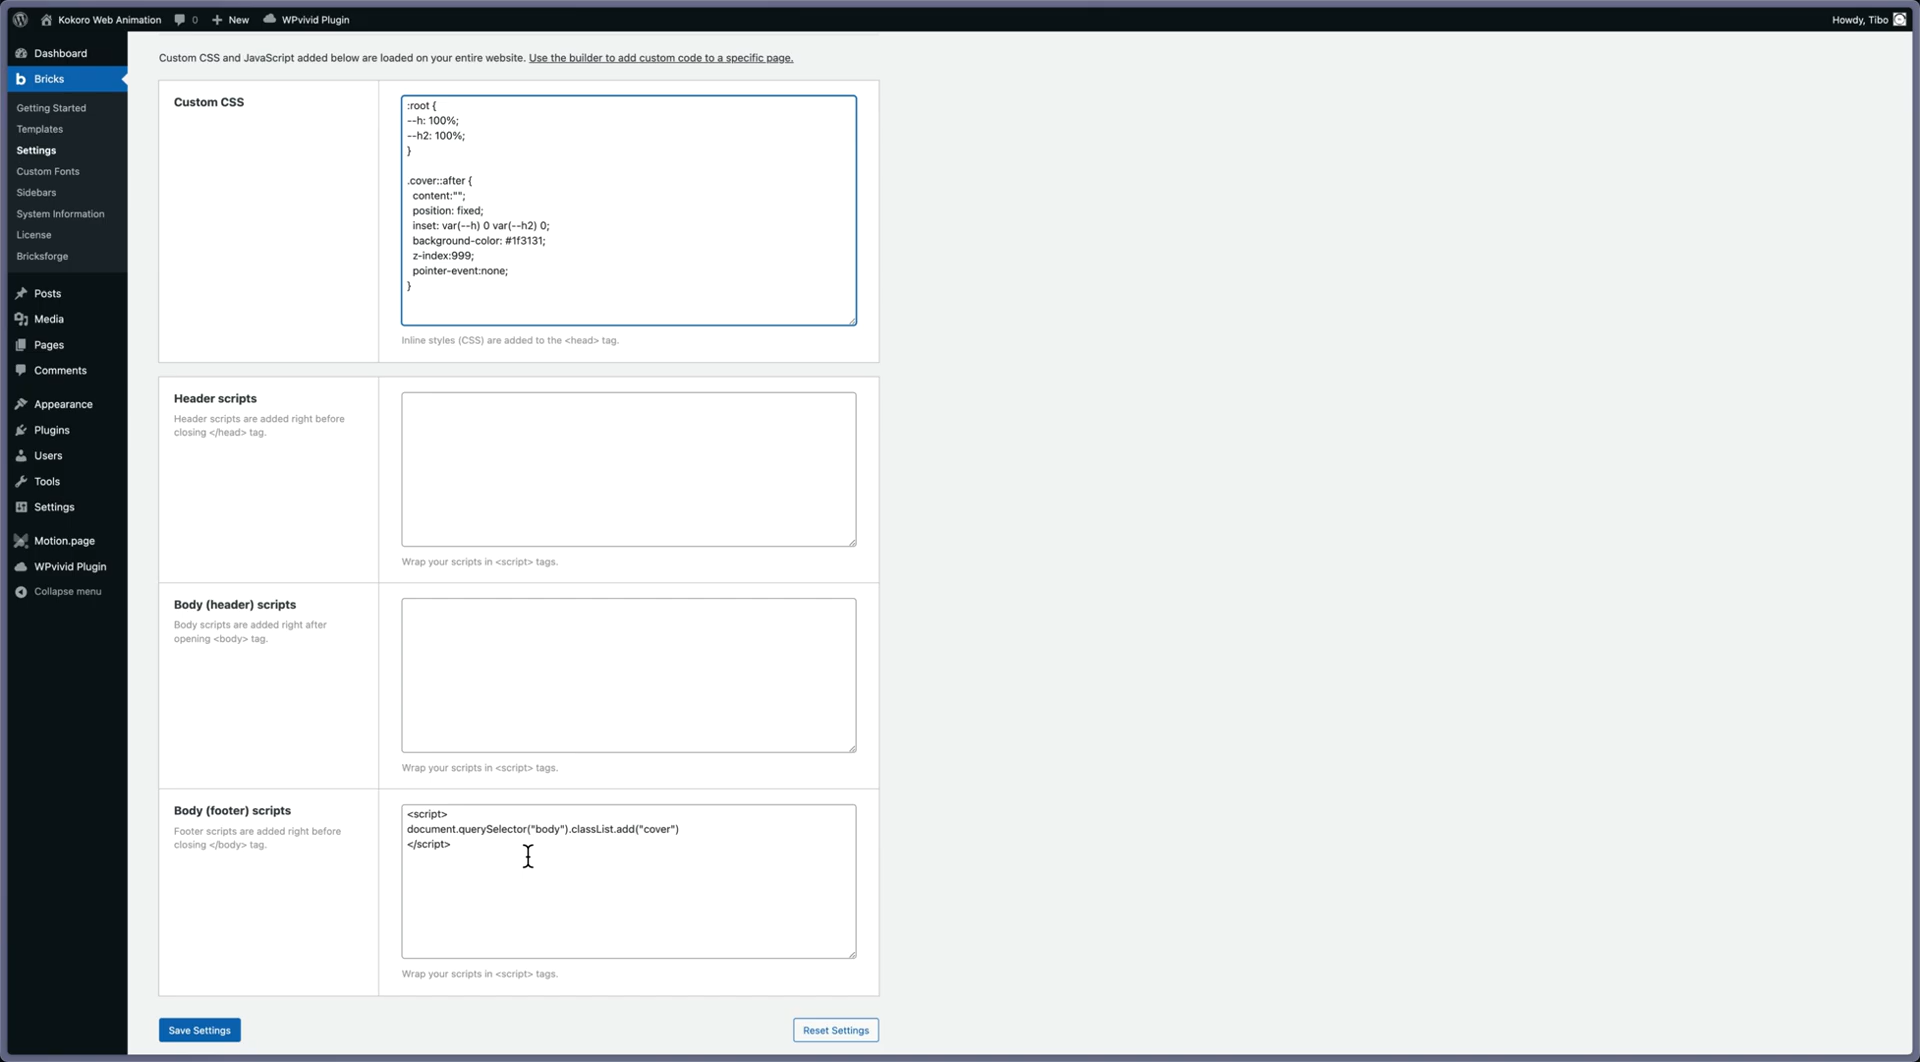 Kokoro Web Animation 0 New WPvivid Plugin Howdy, Tibo
Dashboard
Bricks
Getting Started
Templates
Settings
Custom Fonts
Sidebars
System Information
License
Bricksforge
Posts
Media
Pages
Comments
Appearance
Plugins
Users
Tools
Settings
Motion.page
WPvivid Plugin
Collapse menu
Custom CSS and JavaScript added below are loaded on your entire website. Use the builder to add custom code to a specific page.
Custom CSS
:root {
--h: 100%;
--h2: 100%;
}
.cover::after {
content:"";
position: fixed;
inset: var(--h) 0 var(--h2) 0;
background-color: #1f3131;
z-index:999;
pointer-event:none;
}
Inline styles (CSS) are added to the <head> tag.
Header scripts
Header scripts are added right before
closing </head> tag.
Wrap your scripts in <script> tags.
Body (header) scripts
Body scripts are added right after
opening <body> tag.
Wrap your scripts in <script> tags.
Body (footer) scripts
Footer scripts are added right before
closing </body> tag.
<script>
document.querySelector("body").classList.add("cover")
</script>
Wrap your scripts in <script> tags.
Save Settings
Reset Settings